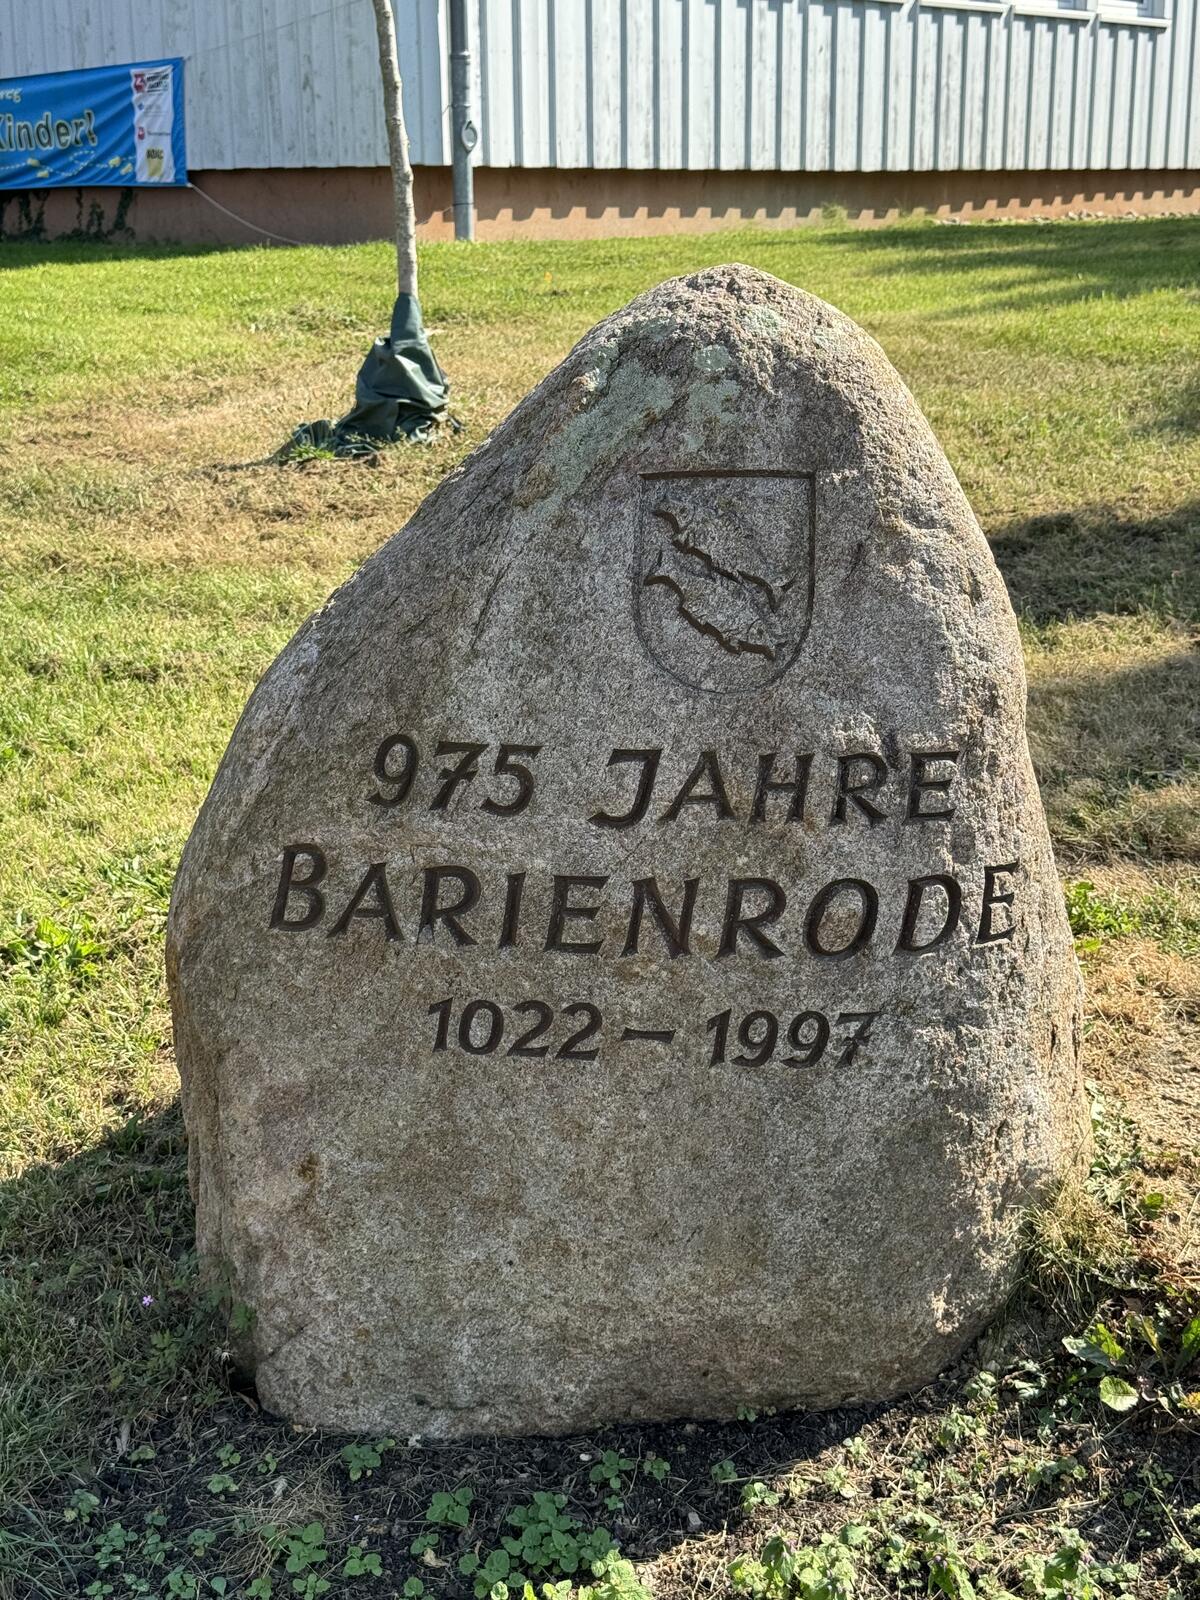 Kinder!
975 JAHRE
BARIENRODE
1022 – 1997